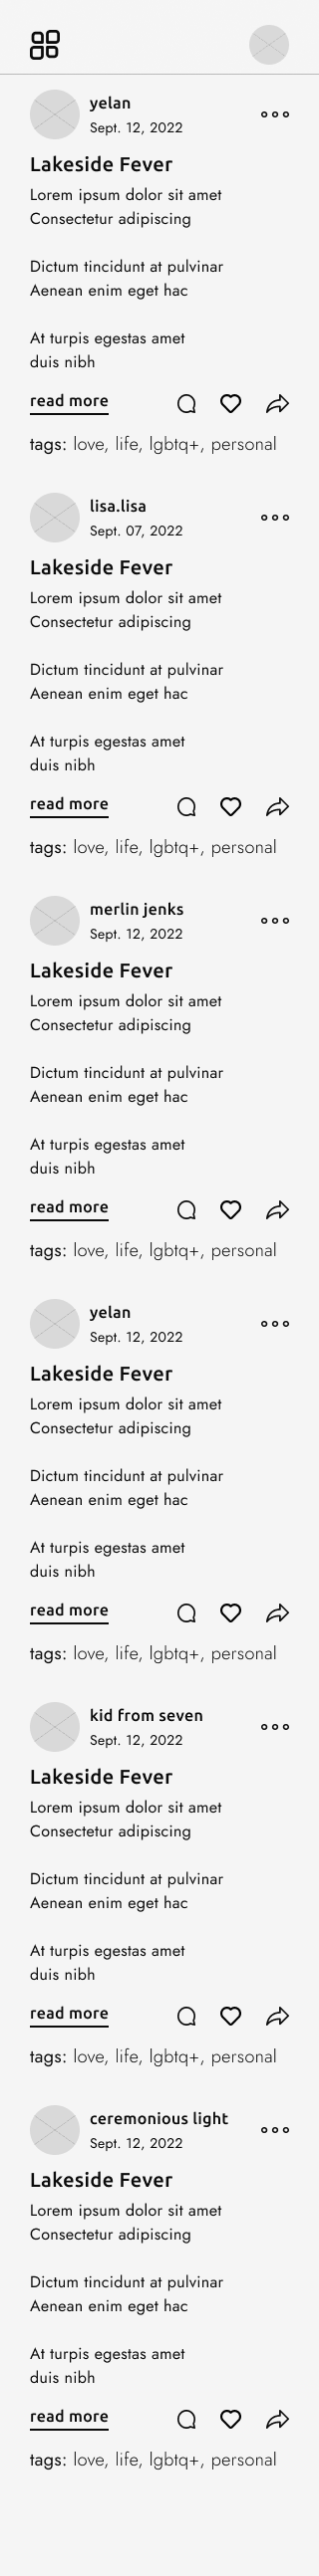 yelan
Sept. 12, 2022
Lakeside Fever
Lorem ipsum dolor sit amet
Consectetur adipiscing
Dictum tincidunt at pulvinar
Aenean enim eget hac
At turpis egestas amet
duis nibh
read more
tags: love, life, lgbtq+, personal
lisa.lisa
Sept. 07, 2022
Lakeside Fever
Lorem ipsum dolor sit amet
Consectetur adipiscing
Dictum tincidunt at pulvinar
Aenean enim eget hac
At turpis egestas amet
duis nibh
read more
tags: love, life, lgbtq+, personal
merlin jenks
Sept. 12, 2022
Lakeside Fever
Lorem ipsum dolor sit amet
Consectetur adipiscing
Dictum tincidunt at pulvinar
Aenean enim eget hac
At turpis egestas amet
duis nibh
read more
tags: love, life, lgbtq+, personal
yelan
Sept. 12, 2022
Lakeside Fever
Lorem ipsum dolor sit amet
Consectetur adipiscing
Dictum tincidunt at pulvinar
Aenean enim eget hac
At turpis egestas amet
duis nibh
read more
tags: love, life, lgbtq+, personal
kid from seven
Sept. 12, 2022
Lakeside Fever
Lorem ipsum dolor sit amet
Consectetur adipiscing
Dictum tincidunt at pulvinar
Aenean enim eget hac
At turpis egestas amet
duis nibh
read more
tags: love, life, lgbtq+, personal
ceremonious light
Sept. 12, 2022
Lakeside Fever
Lorem ipsum dolor sit amet
Consectetur adipiscing
Dictum tincidunt at pulvinar
Aenean enim eget hac
At turpis egestas amet
duis nibh
read more
tags: love, life, lgbtq+, personal